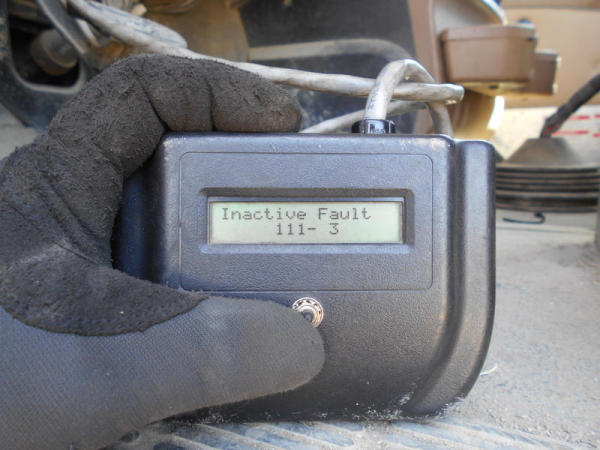 Inactive Fault
111- 3